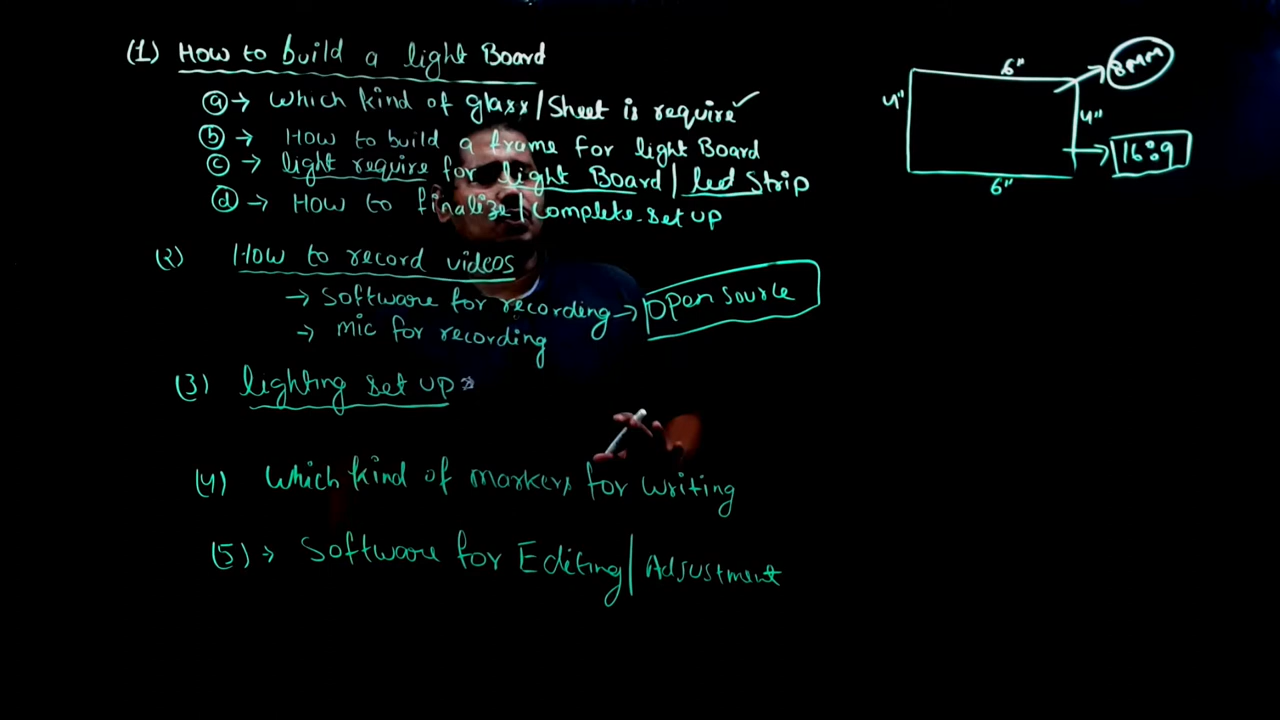 (1) How to build a light Board
(a) → which kind of glass/Sheet is require ✓
(b) → How to build a frame for light Board
(c) → light require for light Board / led strip
(d) → How to finalize / Complete set up
(2) How to record videos
→ Software for recording → Open source
→ mic for recording
(3) lighting set up
(4) Which kind of markers for writing
(5) → Software for Editing / Adjustment
6"
8MM
4"
4"
16:9
6"